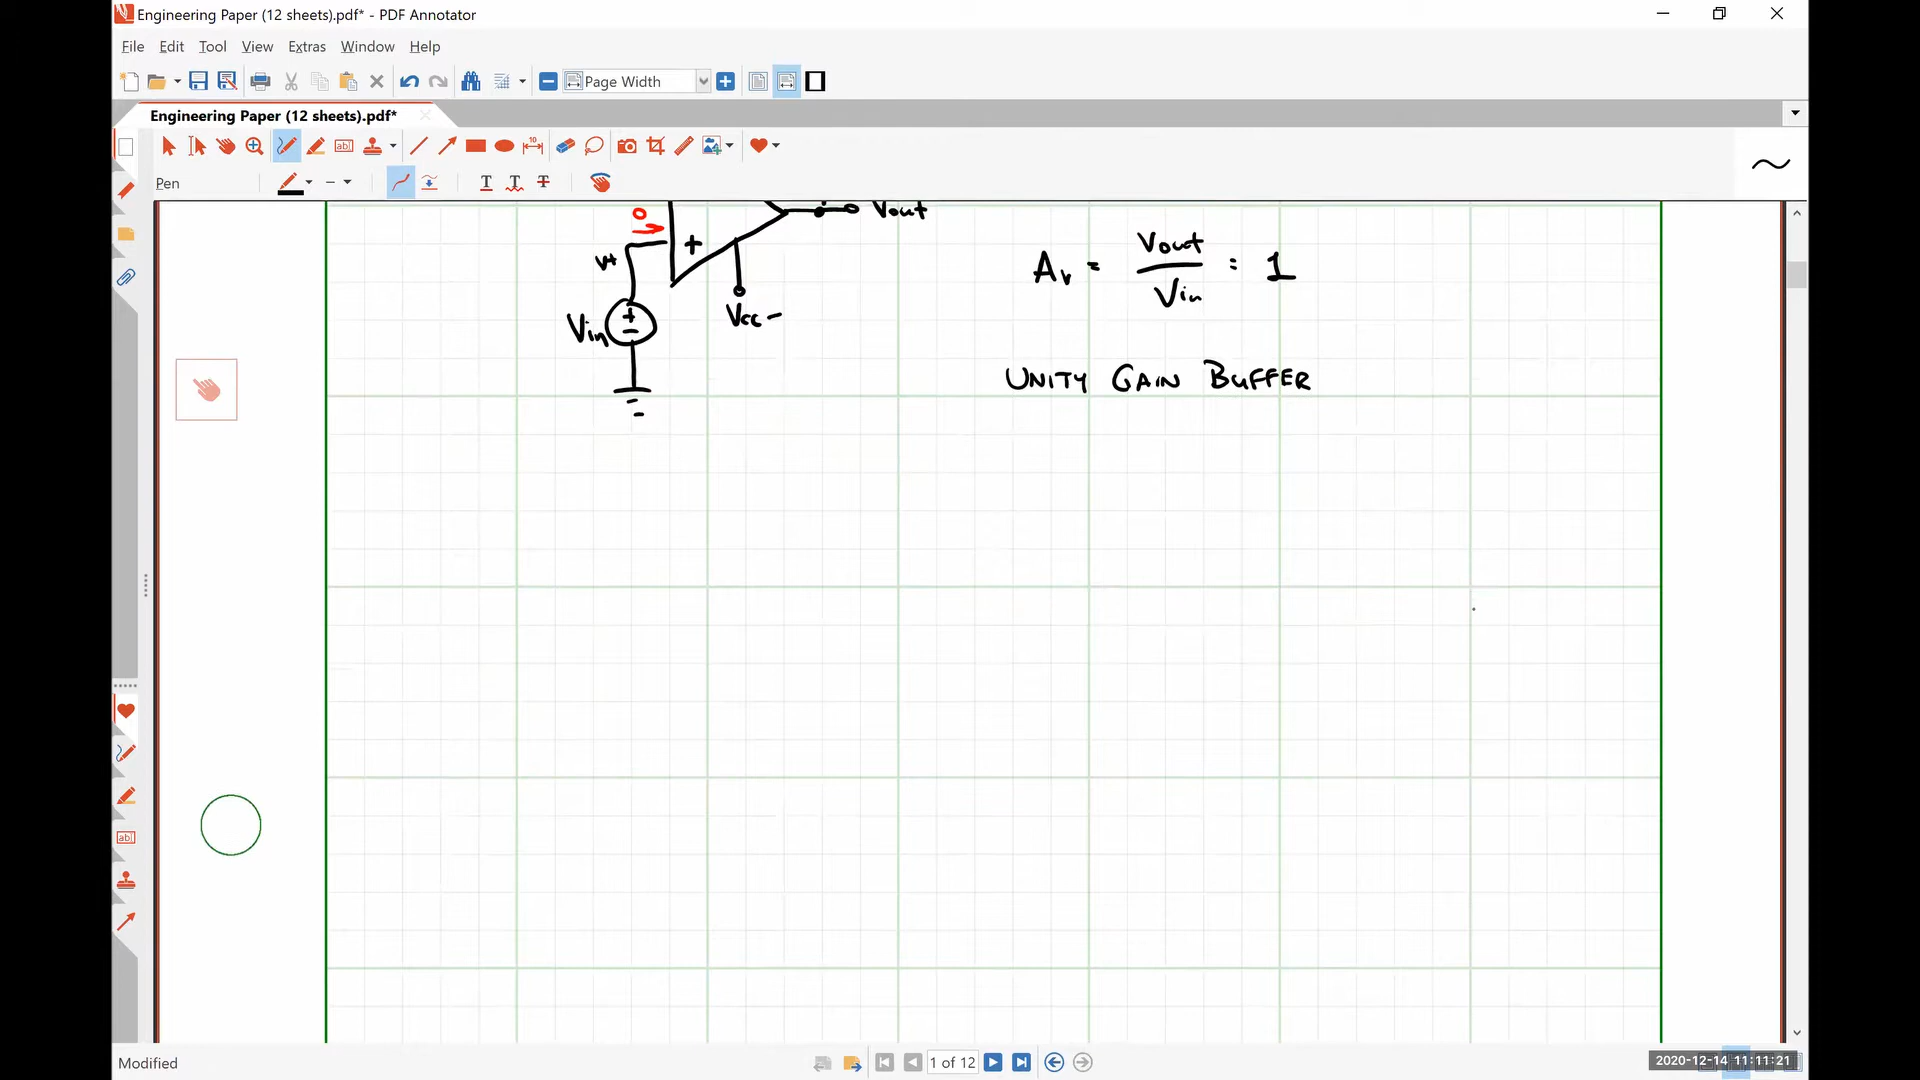 Engineering Paper (12 sheets).pdf* - PDF Annotator
File Edit Tool View Extras Window Help
Page Width
Engineering Paper (12 sheets).pdf*
Pen
0
Vout
+
V+
Vin
+
-
Vcc -
Av = Vout / Vin = 1
UNITY GAIN BUFFER
Modified
1 of 12
2020-12-14 11:11:21